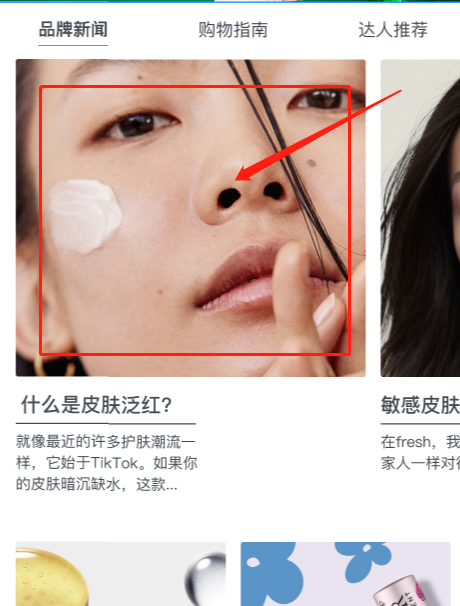 品牌新闻
购物指南
达人推荐
什么是皮肤泛红？
就像最近的许多护肤潮流一
样，它始于TikTok。如果你
的皮肤暗沉缺水，这款...
敏感皮肤
在fresh，我
家人一样对